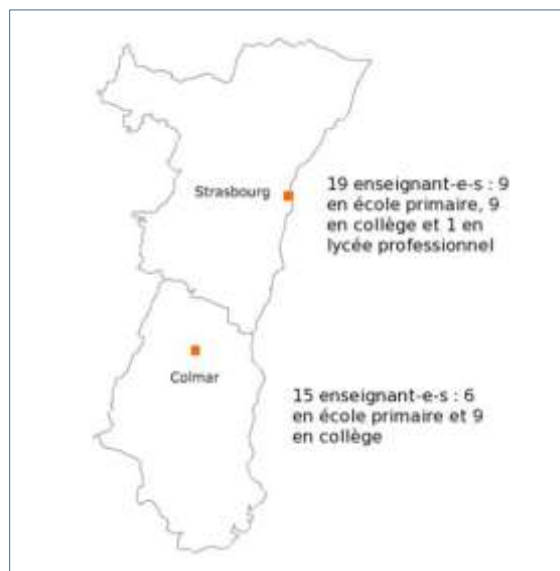 Strasbourg
19 enseignant-e-s : 9
en école primaire, 9
en collège et 1 en
lycée professionnel
Colmar
15 enseignant-e-s : 6
en école primaire et 9
en collège